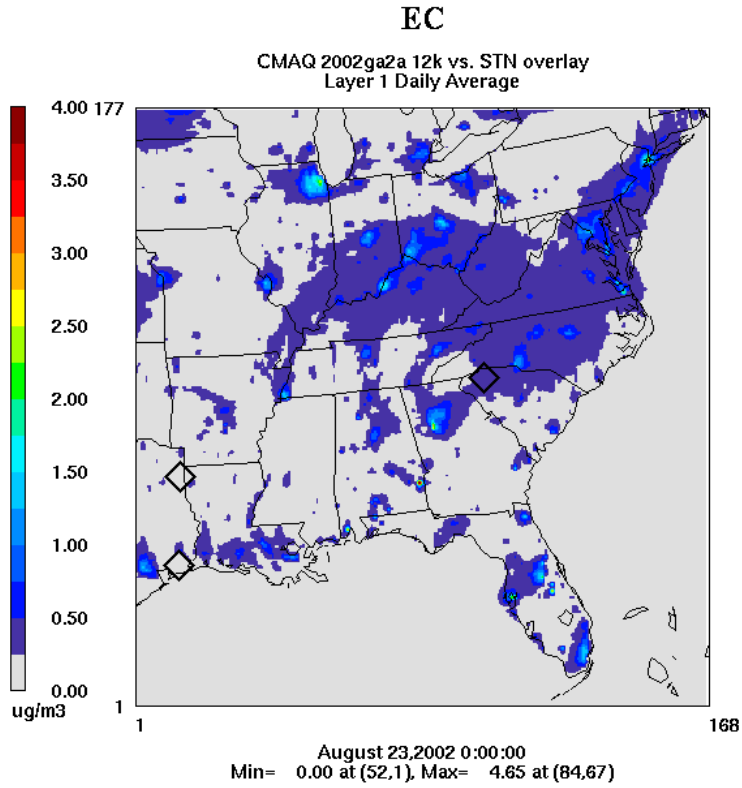 EC
CMAQ 2002ga2a 12k vs. STN overlay
Layer 1 Daily Average
4.00
3.50
3.00
2.50
2.00
1.50
1.00
0.50
0.00
ug/m3
177
1
1
168
August 23,2002 0:00:00
Min= 0.00 at (52,1), Max= 4.65 at (84,67)